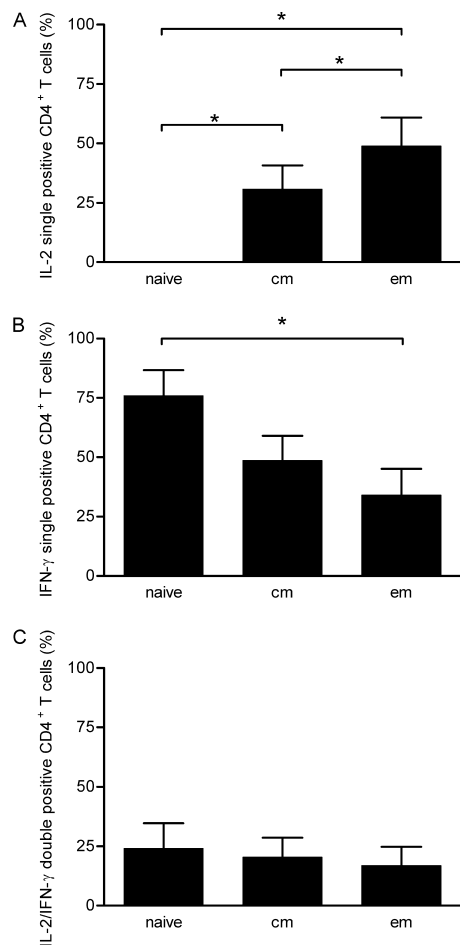 A
IL-2 single positive CD4⁺ T cells (%)
100
75
50
25
0
*
*
*
naive cm em
B
IFN-γ single positive CD4⁺ T cells (%)
100
75
50
25
0
*
naive cm em
C
IL-2/IFN-γ double positive CD4⁺ T cells (%)
100
75
50
25
0
naive cm em